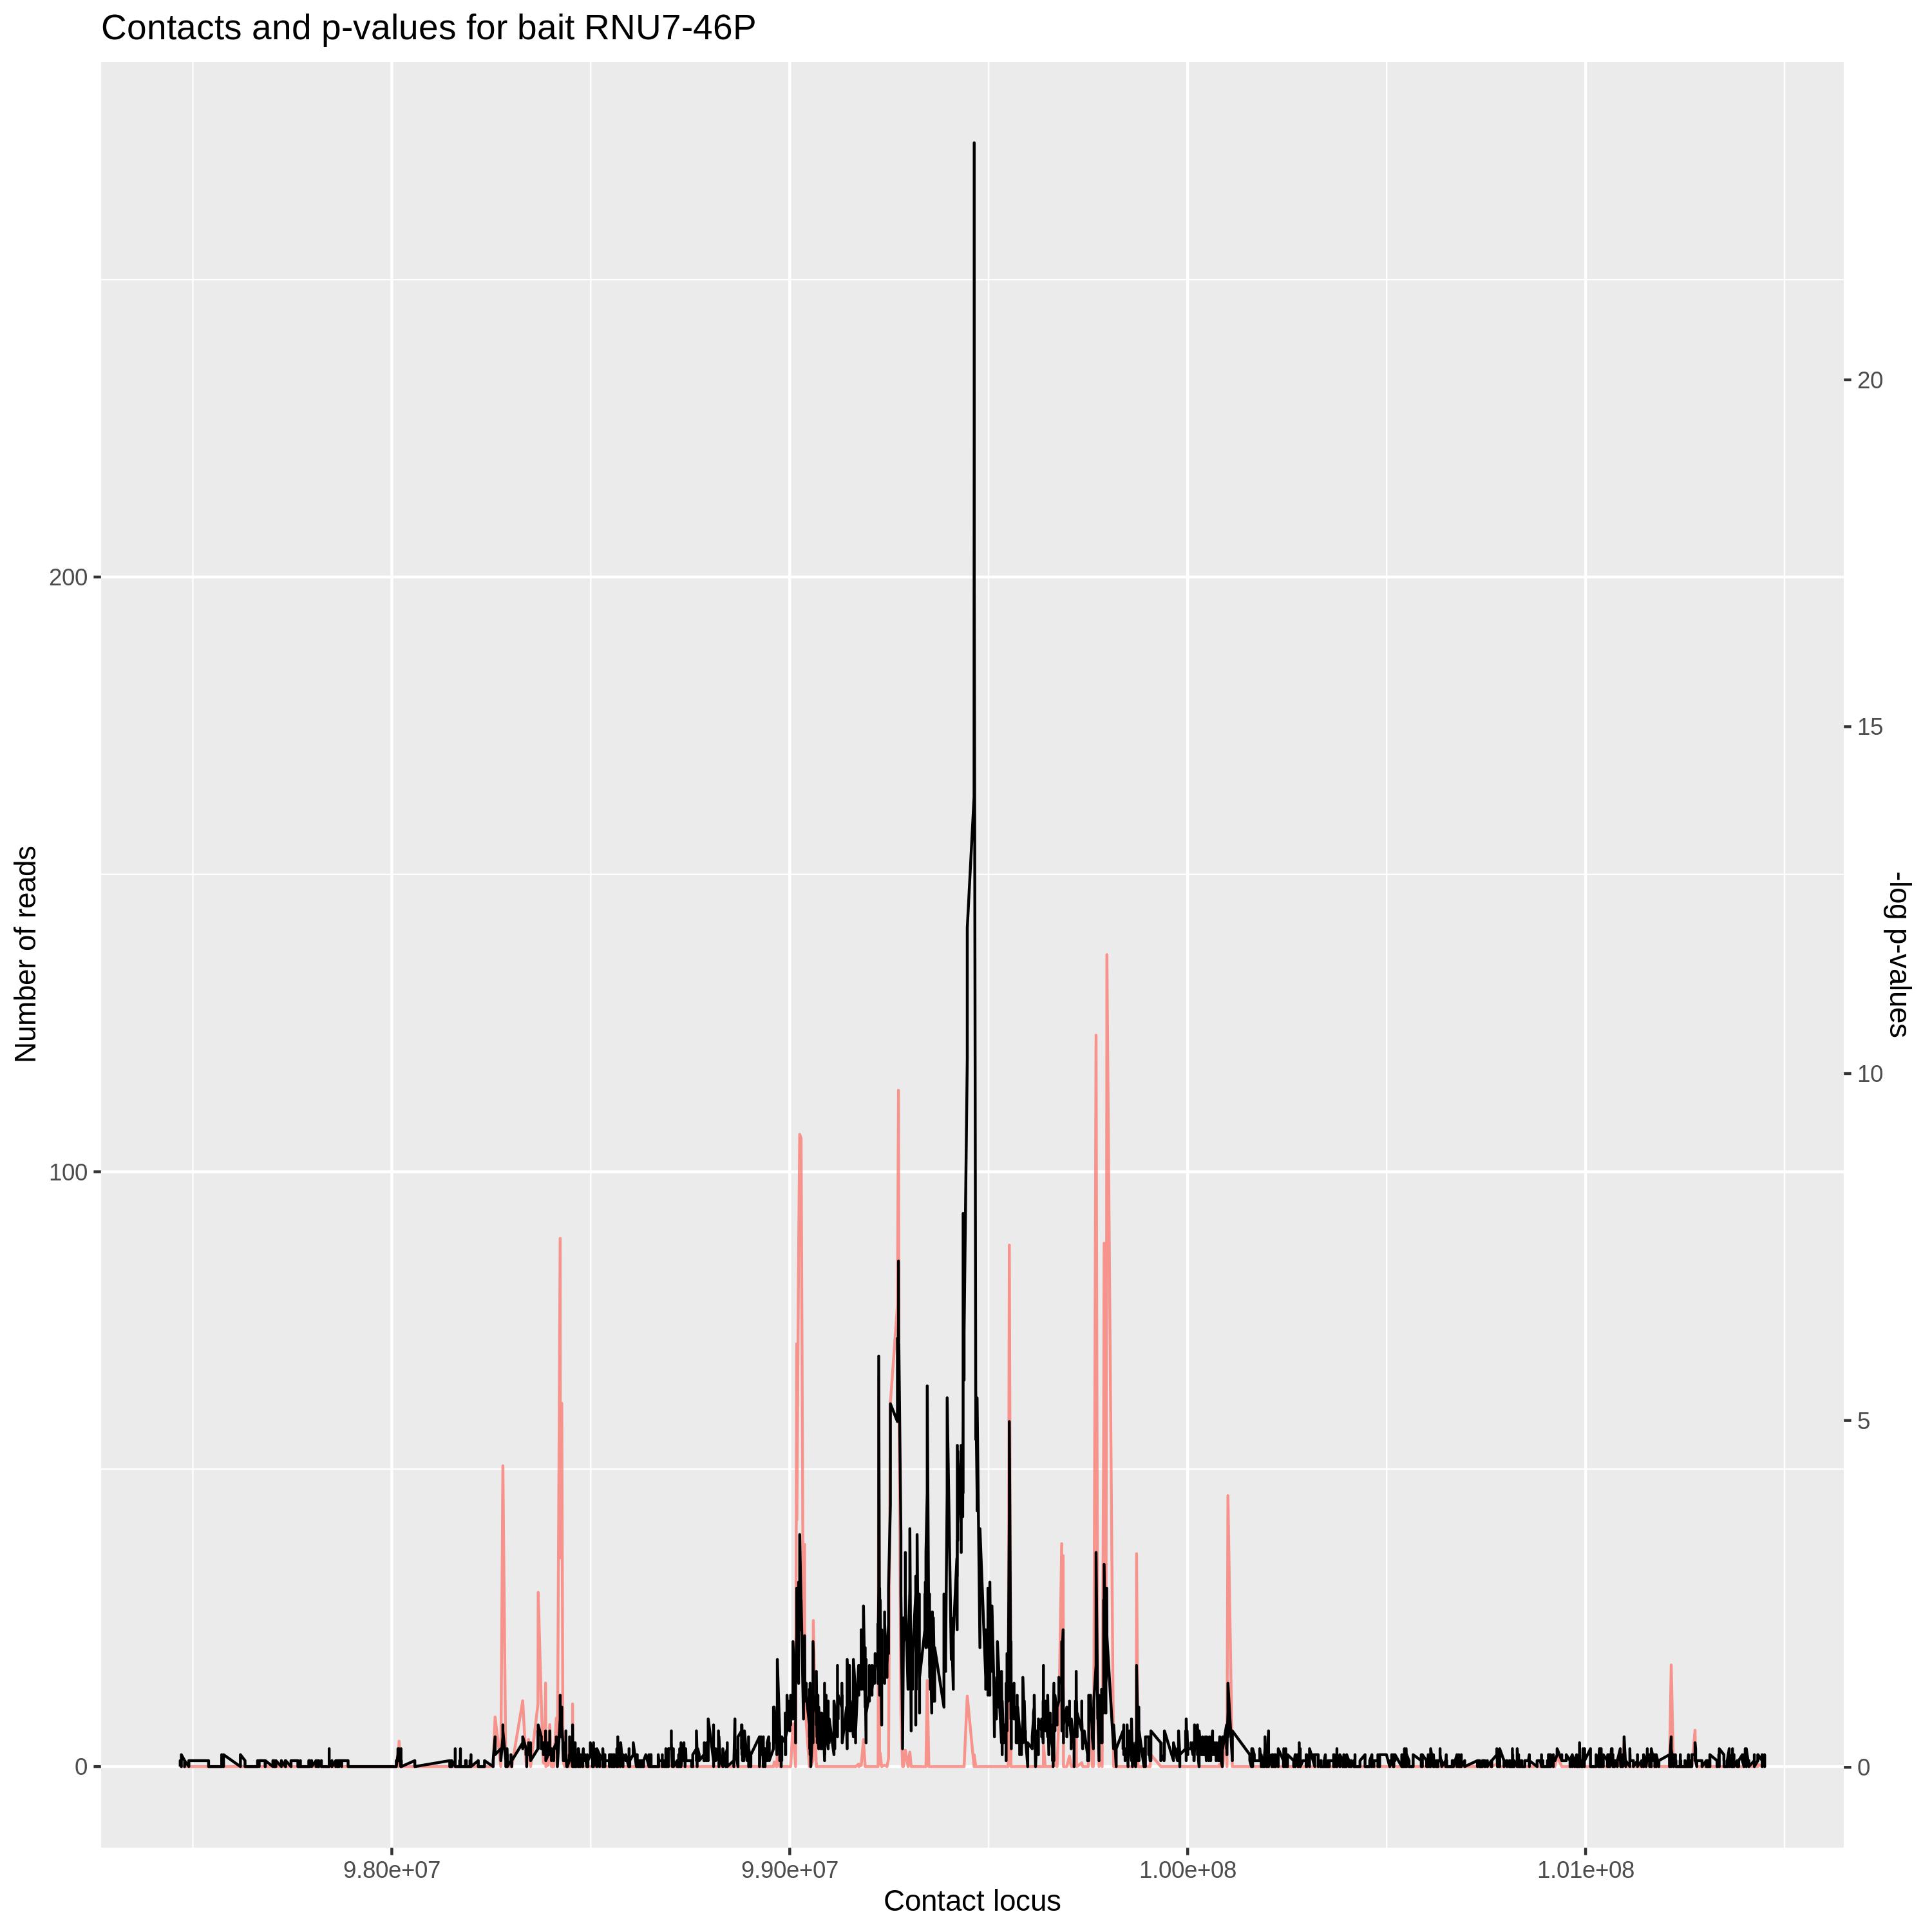 Contacts and p-values for bait RNU7-46P
Number of reads
200
100
0
20
15
10
5
0
-log p-values
9.80e+07
9.90e+07
1.00e+08
1.01e+08
Contact locus